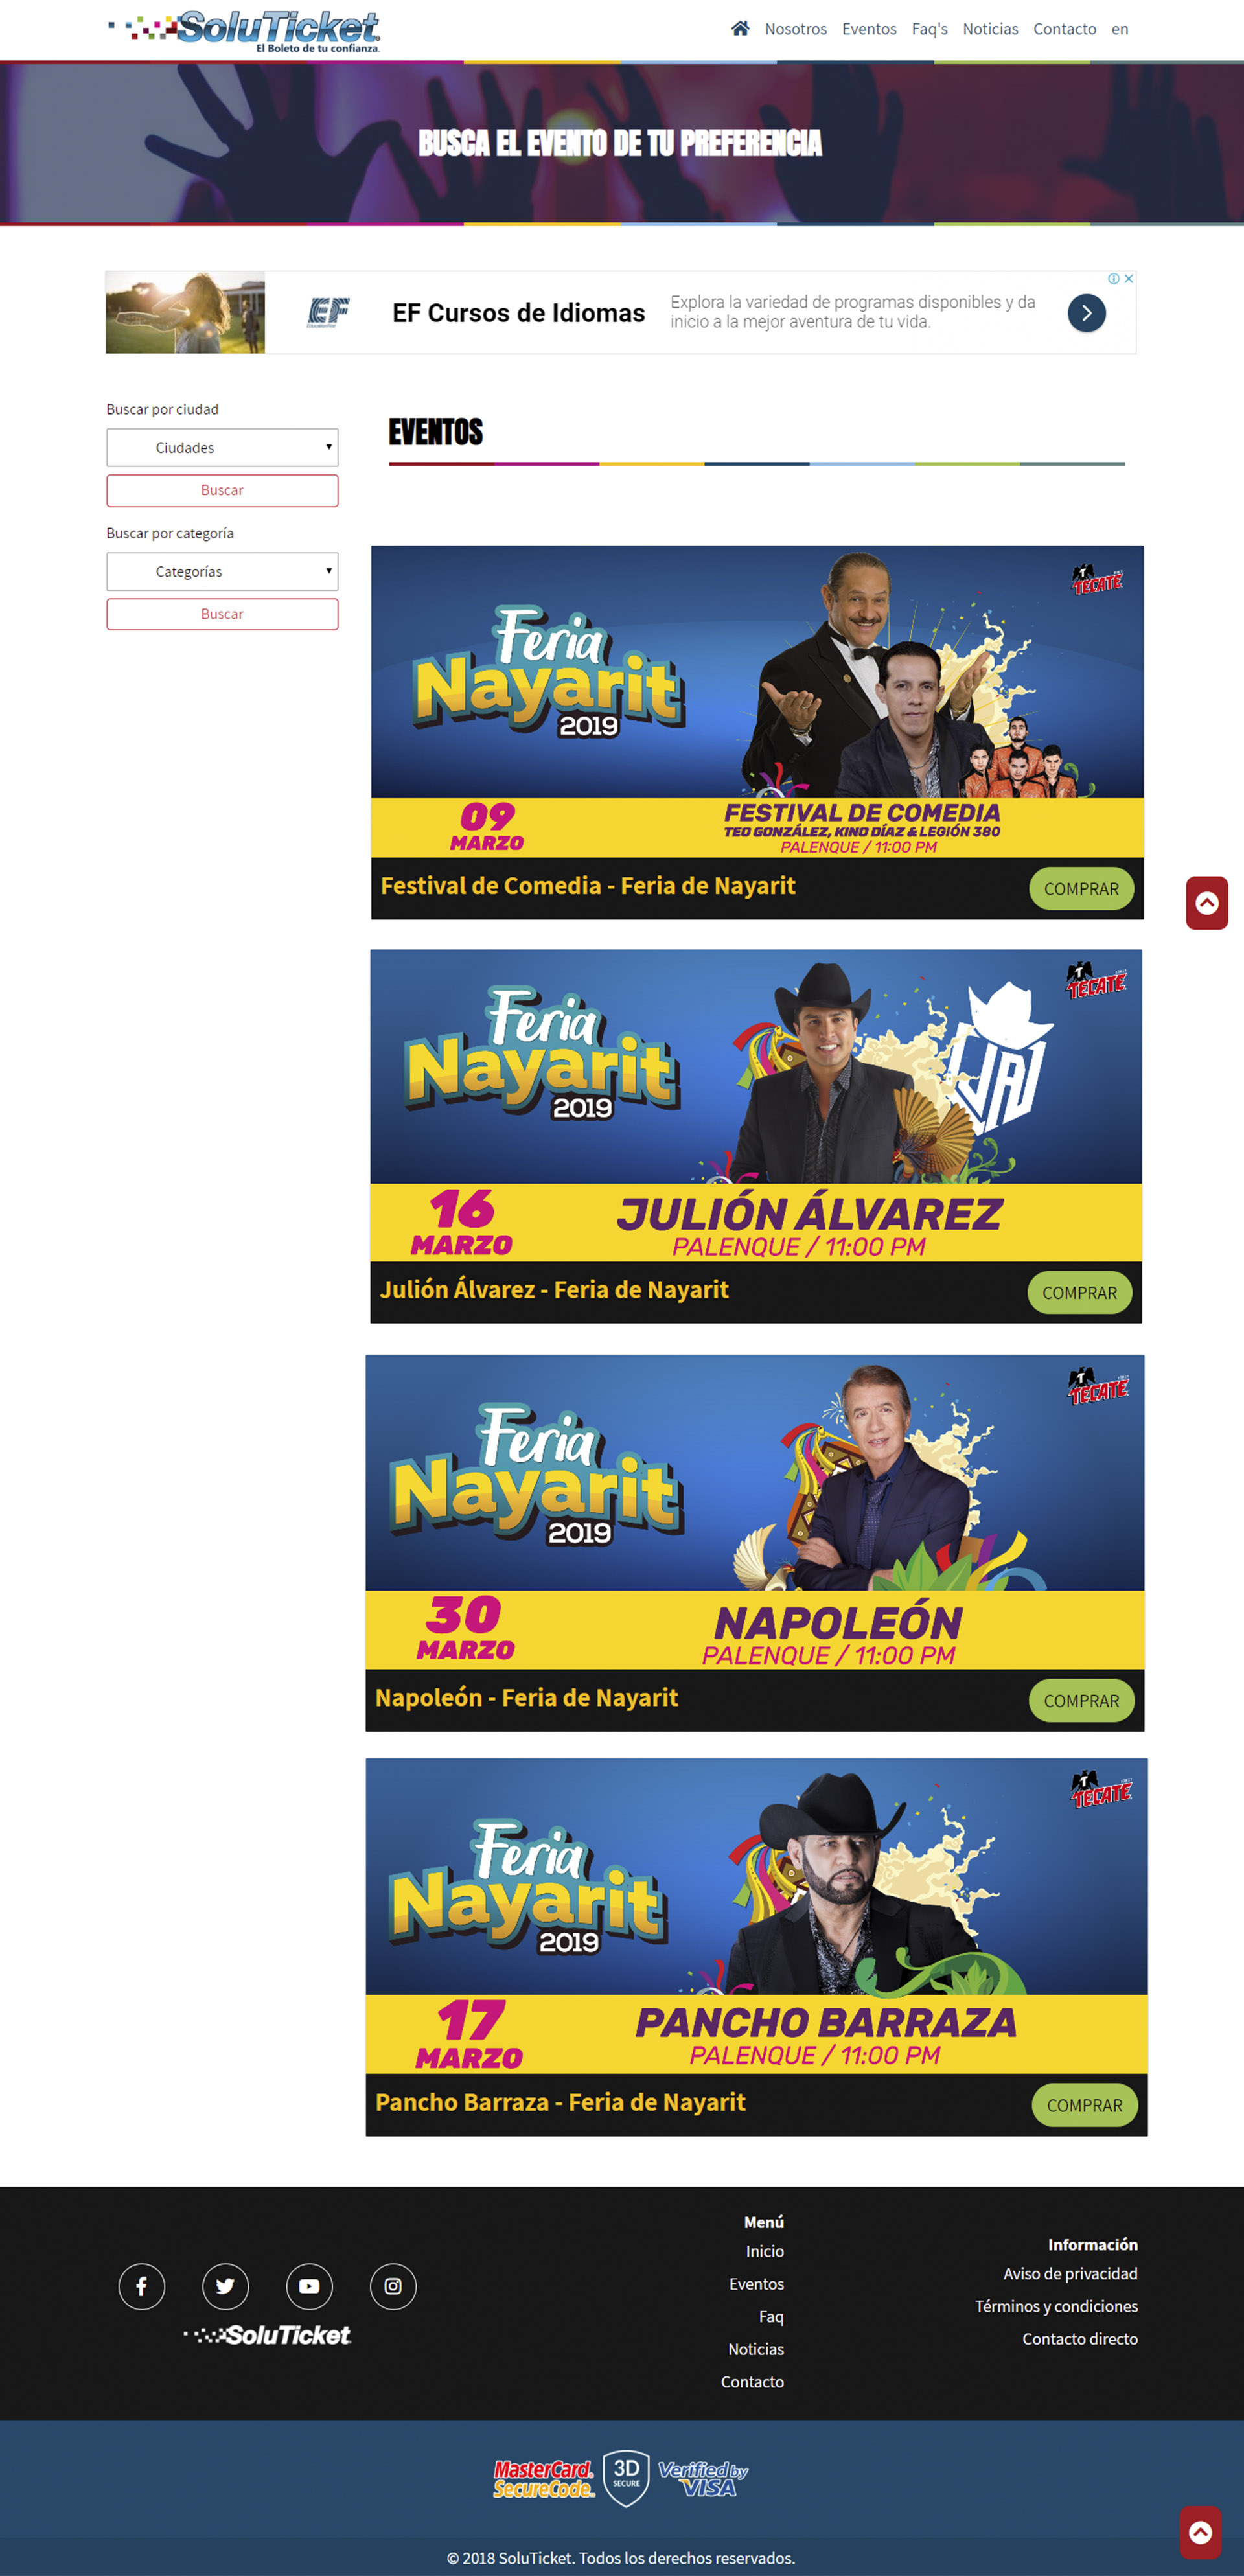 SoluTicket
El Boleto de tu confianza.
Nosotros Eventos Faq's Noticias Contacto en
BUSCA EL EVENTO DE TU PREFERENCIA
EF
EF Cursos de Idiomas
Explora la variedad de programas disponibles y da
inicio a la mejor aventura de tu vida.
Buscar por ciudad
Ciudades
Buscar
Buscar por categoría
Categorías
Buscar
EVENTOS
TECATE
Feria
Nayarit
2019
09
MARZO
FESTIVAL DE COMEDIA
TEO GONZÁLEZ, KINO DÍAZ & LEGIÓN 380
PALENQUE / 11:00 PM
Festival de Comedia - Feria de Nayarit
COMPRAR
TECATE
Feria
Nayarit
2019
JA
16
MARZO
JULIÓN ÁLVAREZ
PALENQUE / 11:00 PM
Julión Álvarez - Feria de Nayarit
COMPRAR
TECATE
Feria
Nayarit
2019
30
MARZO
NAPOLEÓN
PALENQUE / 11:00 PM
Napoleón - Feria de Nayarit
COMPRAR
TECATE
Feria
Nayarit
2019
17
MARZO
PANCHO BARRAZA
PALENQUE / 11:00 PM
Pancho Barraza - Feria de Nayarit
COMPRAR
SoluTicket
Menú
Inicio
Eventos
Faq
Noticias
Contacto
Información
Aviso de privacidad
Términos y condiciones
Contacto directo
MasterCard.
SecureCode.
3D
SECURE
Verified by
VISA
© 2018 SoluTicket. Todos los derechos reservados.